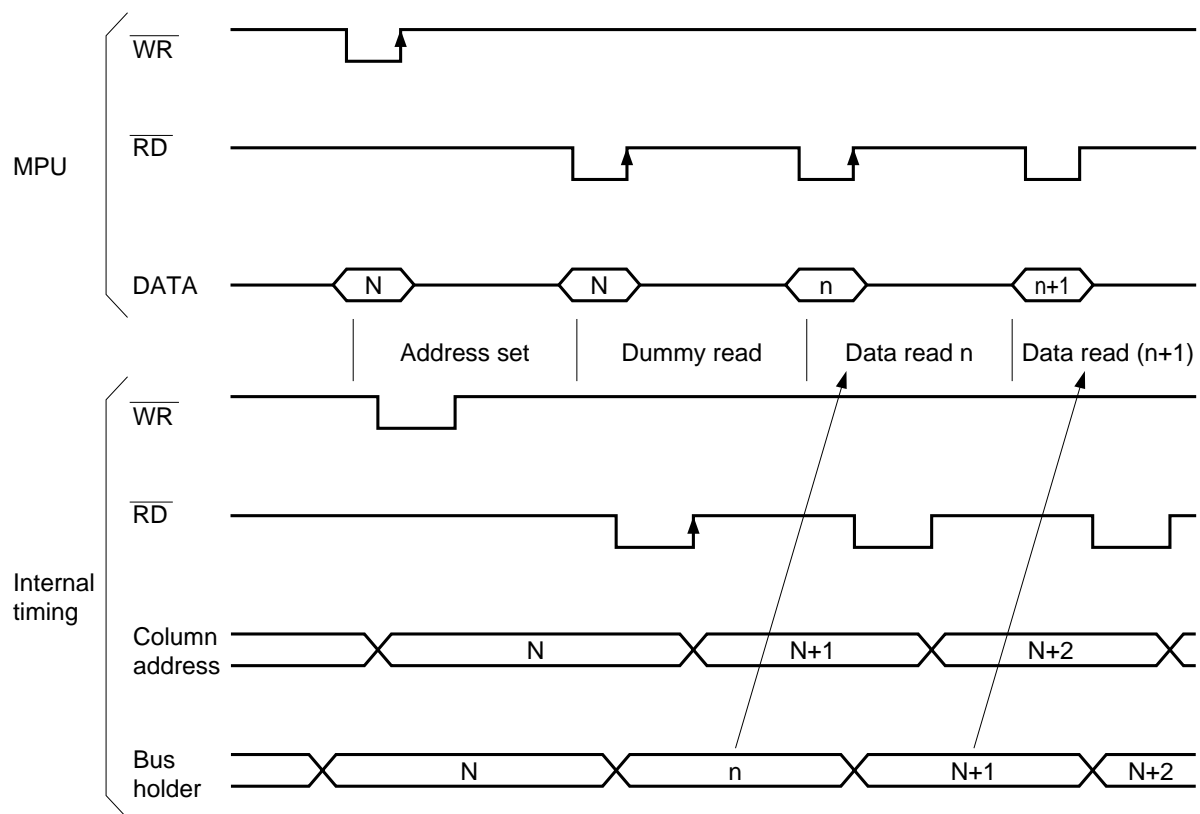 WR
RD
MPU
DATA
N N n n+1
Address set Dummy read Data read n Data read (n+1)
WR
RD
Internal
timing
Column
address
N N+1 N+2
Bus
holder
N n N+1 N+2